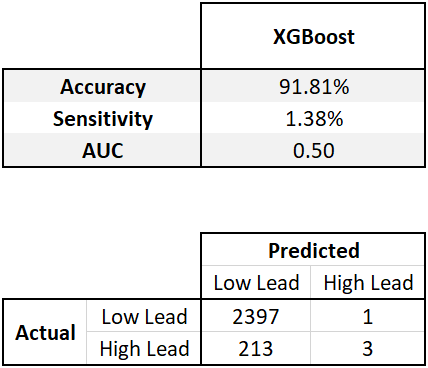 XGBoost
Accuracy 91.81%
Sensitivity 1.38%
AUC 0.50
Predicted
Low Lead High Lead
Actual Low Lead 2397 1
High Lead 213 3